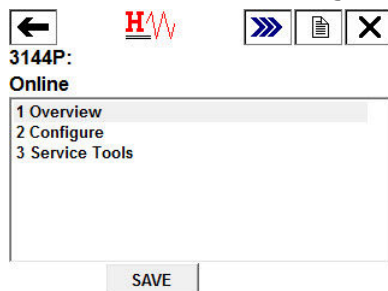 H
3144P:
Online
1 Overview
2 Configure
3 Service Tools
SAVE